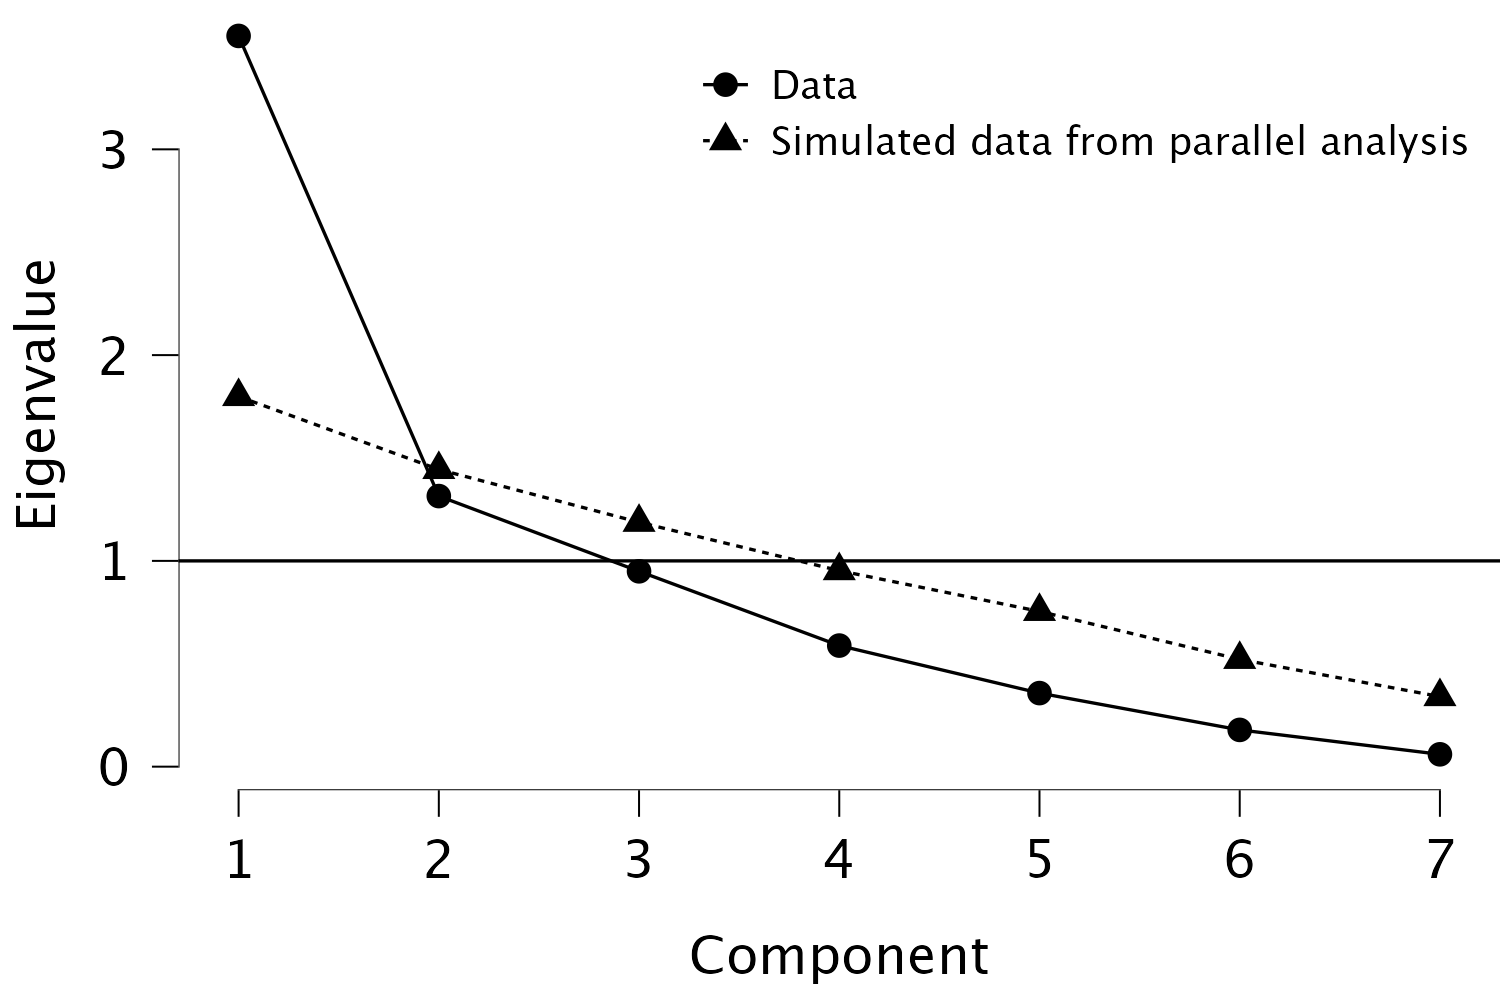 Data
Simulated data from parallel analysis
3
2
1
0
Eigenvalue
1 2 3 4 5 6 7
Component